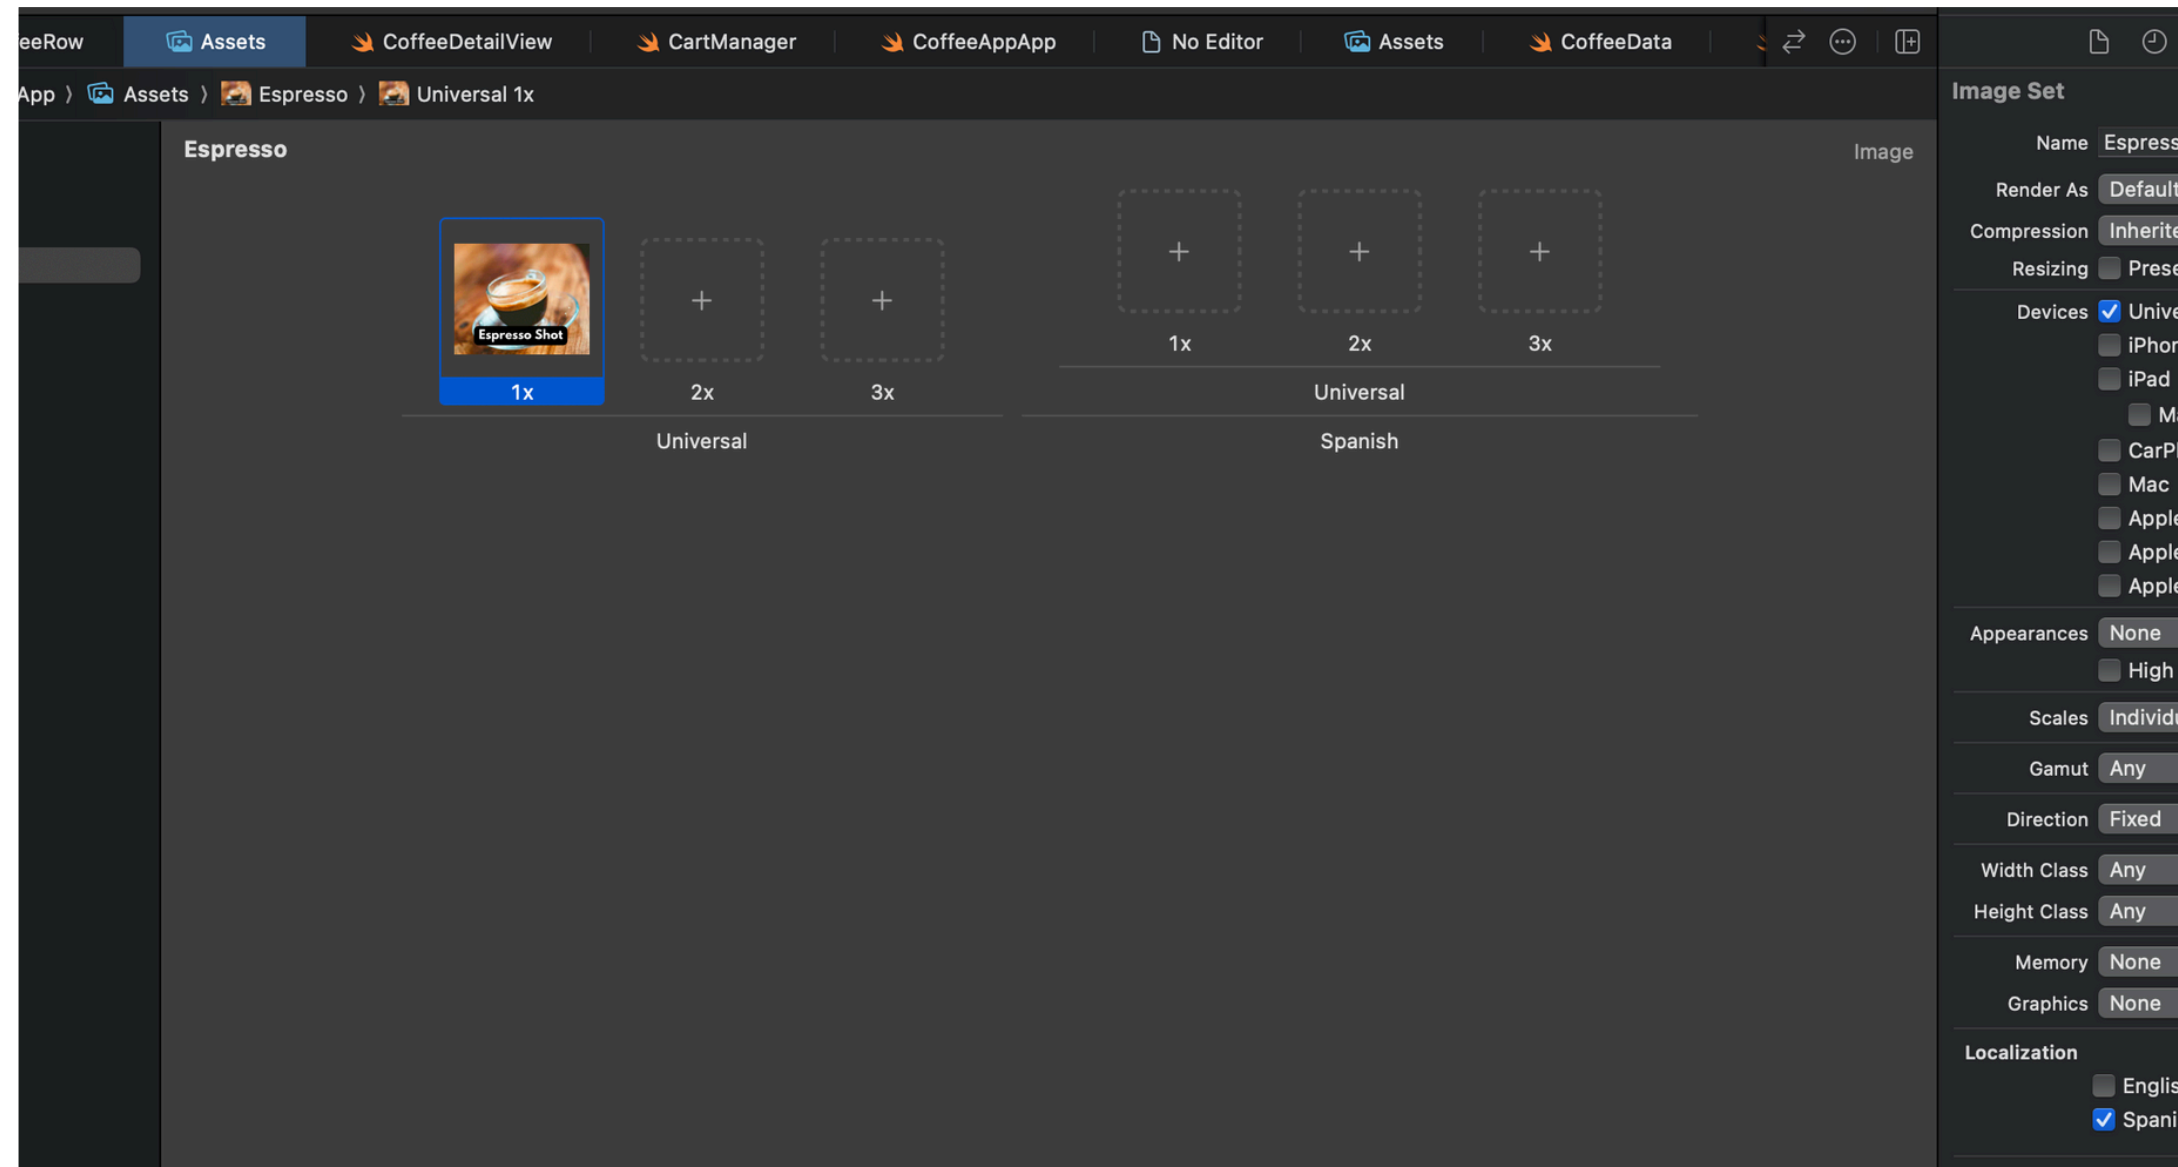 eeRow
Assets
CoffeeDetailView
CartManager
CoffeeAppApp
No Editor
Assets
CoffeeData
App 〉 Assets 〉 Espresso 〉 Universal 1x
Espresso
Image
Espresso Shot
1x
2x
3x
Universal
1x
2x
3x
Universal
Spanish
Image Set
Name Espress
Render As Default
Compression Inherite
Resizing Prese
Devices Unive
iPhon
iPad
Ma
CarPl
Mac
Apple
Apple
Apple
Appearances None
High
Scales Individu
Gamut Any
Direction Fixed
Width Class Any
Height Class Any
Memory None
Graphics None
Localization
Englis
Spani